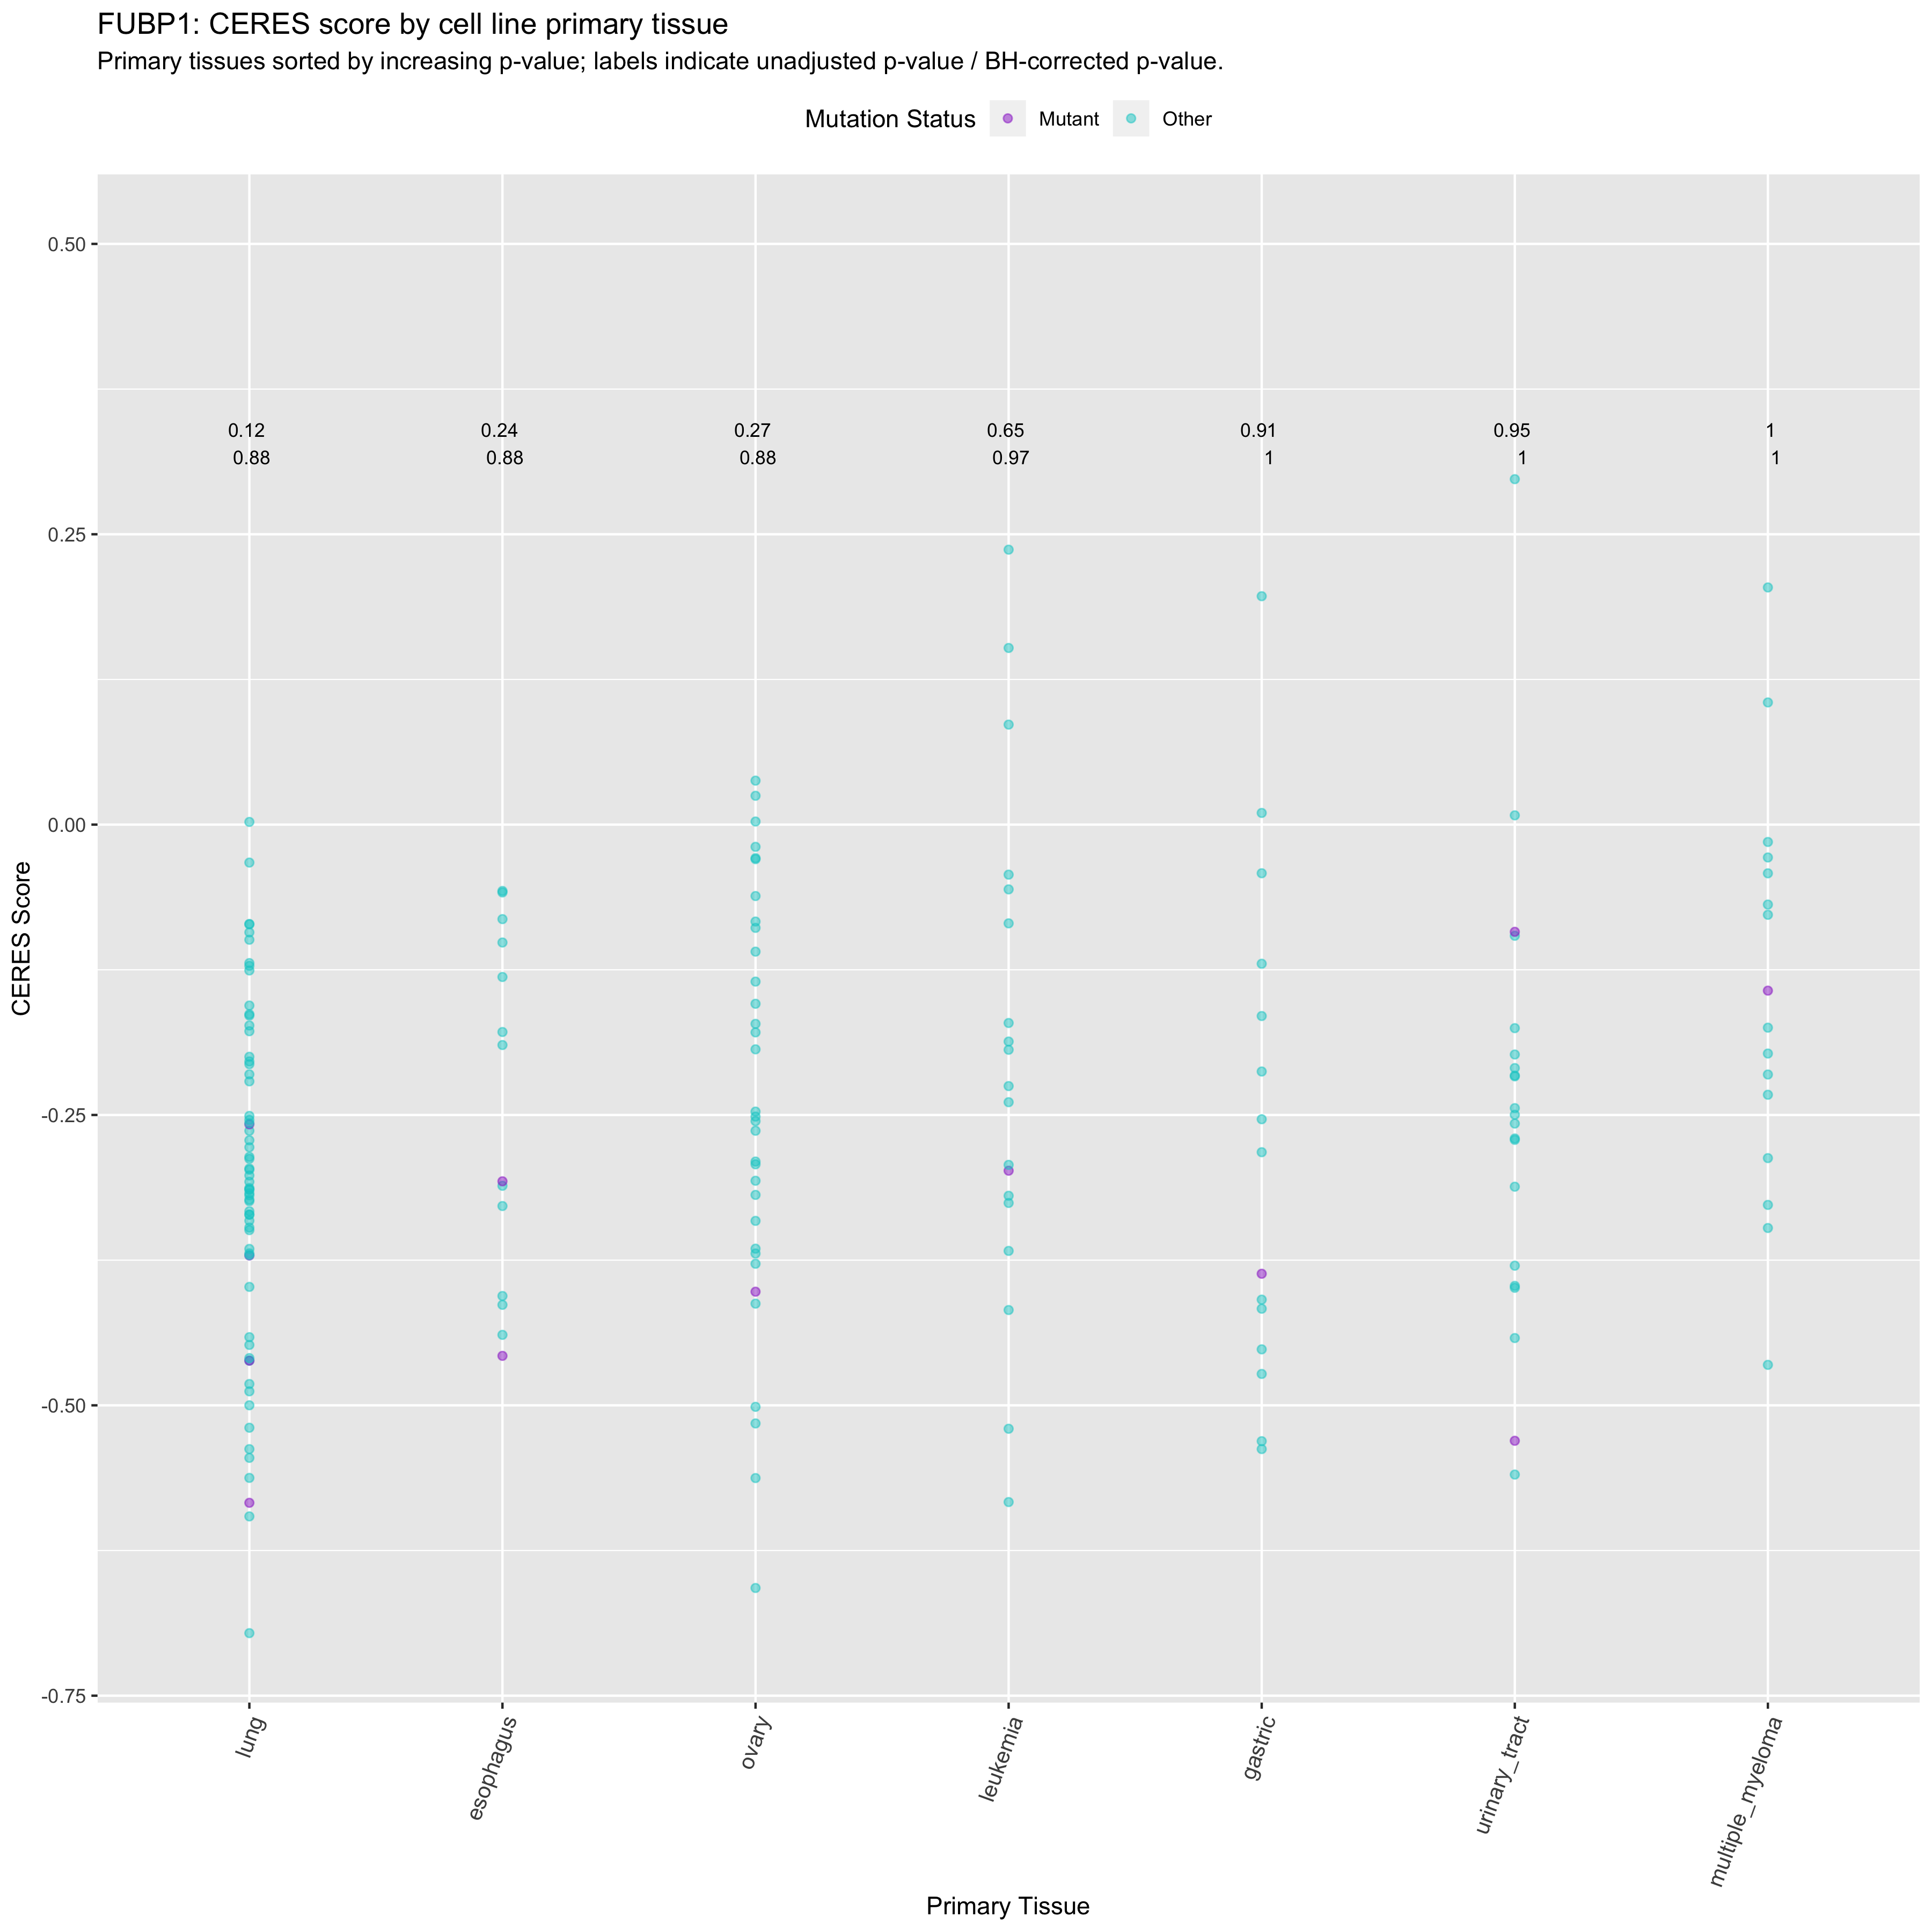 FUBP1: CERES score by cell line primary tissue
Primary tissues sorted by increasing p-value; labels indicate unadjusted p-value / BH-corrected p-value.
Mutation Status Mutant Other
0.50
0.12 0.24 0.27 0.65 0.91 0.95 1
0.88 0.88 0.88 0.97 1 1 1
0.25
0.00
-0.25
-0.50
-0.75
CERES Score
lung esophagus ovary leukemia gastric urinary_tract multiple_myeloma
Primary Tissue